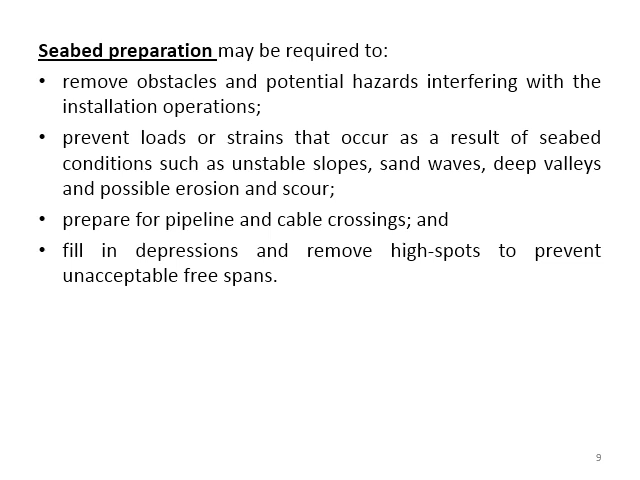 Seabed preparation may be required to:
• remove obstacles and potential hazards interfering with the
installation operations;
• prevent loads or strains that occur as a result of seabed
conditions such as unstable slopes, sand waves, deep valleys
and possible erosion and scour;
• prepare for pipeline and cable crossings; and
• fill in depressions and remove high-spots to prevent
unacceptable free spans.
9